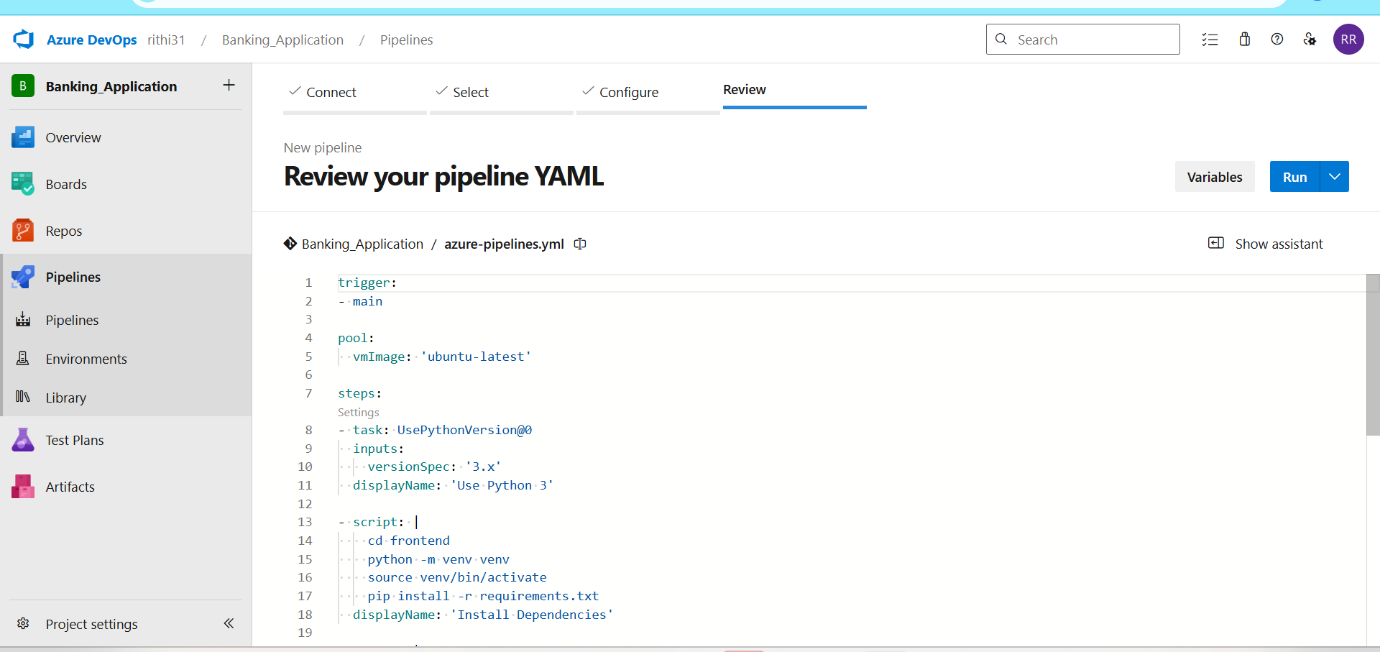 Azure DevOps rithi31 / Banking_Application / Pipelines
Search
RR
B Banking_Application +
Overview
Boards
Repos
Pipelines
Pipelines
Environments
Library
Test Plans
Artifacts
Project settings
Connect Select Configure Review
New pipeline
Review your pipeline YAML
Variables Run
Banking_Application / azure-pipelines.yml
Show assistant
1 trigger:
2 - main
3
4 pool:
5 vmImage: 'ubuntu-latest'
6
7 steps:
Settings
8 - task: UsePythonVersion@0
9 inputs:
10 versionSpec: '3.x'
11 displayName: 'Use Python 3'
12
13 - script: |
14 cd frontend
15 python -m venv venv
16 source venv/bin/activate
17 pip install -r requirements.txt
18 displayName: 'Install Dependencies'
19